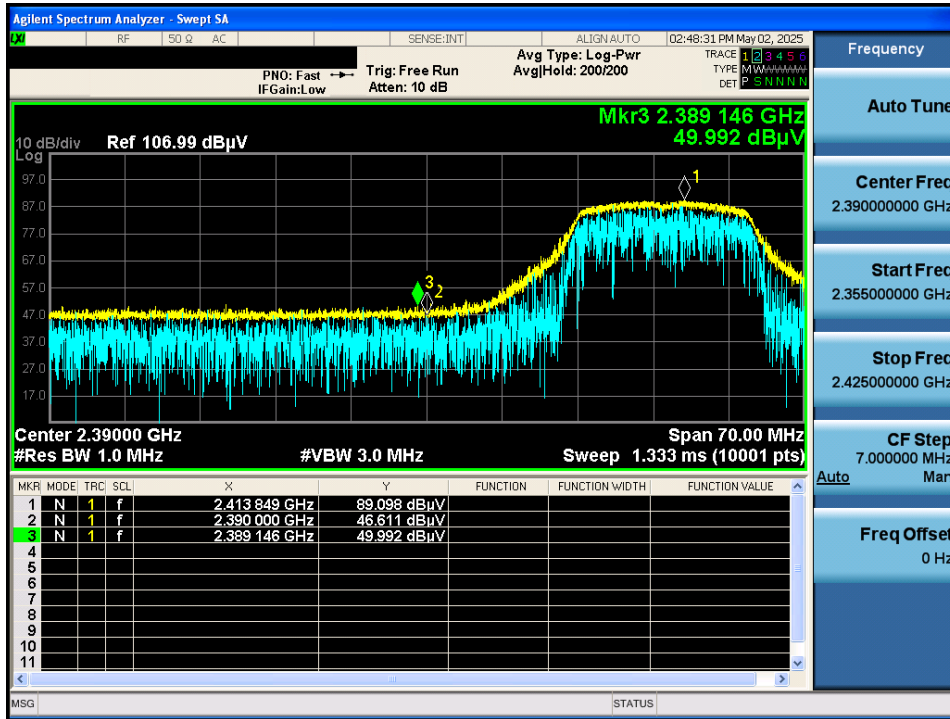 Agilent Spectrum Analyzer - Swept SA
LXI RF 50 Ω AC SENSE:INT ALIGN AUTO 02:48:31 PM May 02, 2025
PNO: Fast
IFGain:Low
Trig: Free Run
Atten: 10 dB
Avg Type: Log-Pwr
Avg|Hold: 200/200
TRACE 1 2 3 4 5 6
TYPE M W W W W W
DET P S N N N N
Mkr3 2.389 146 GHz
49.992 dBµV
10 dB/div Ref 106.99 dBµV
Log
97.0
87.0
77.0
67.0
57.0
47.0
37.0
27.0
17.0
1
3
2
Center 2.39000 GHz Span 70.00 MHz
#Res BW 1.0 MHz #VBW 3.0 MHz Sweep 1.333 ms (10001 pts)
MKR MODE TRC SCL X Y FUNCTION FUNCTION WIDTH FUNCTION VALUE
1 N 1 f 2.413 849 GHz 89.098 dBµV
2 N 1 f 2.390 000 GHz 46.611 dBµV
3 N 1 f 2.389 146 GHz 49.992 dBµV
4
5
6
7
8
9
10
11
MSG STATUS
Frequency
Auto Tune
Center Freq
2.390000000 GHz
Start Freq
2.355000000 GHz
Stop Freq
2.425000000 GHz
CF Step
7.000000 MHz
Auto Man
Freq Offset
0 Hz